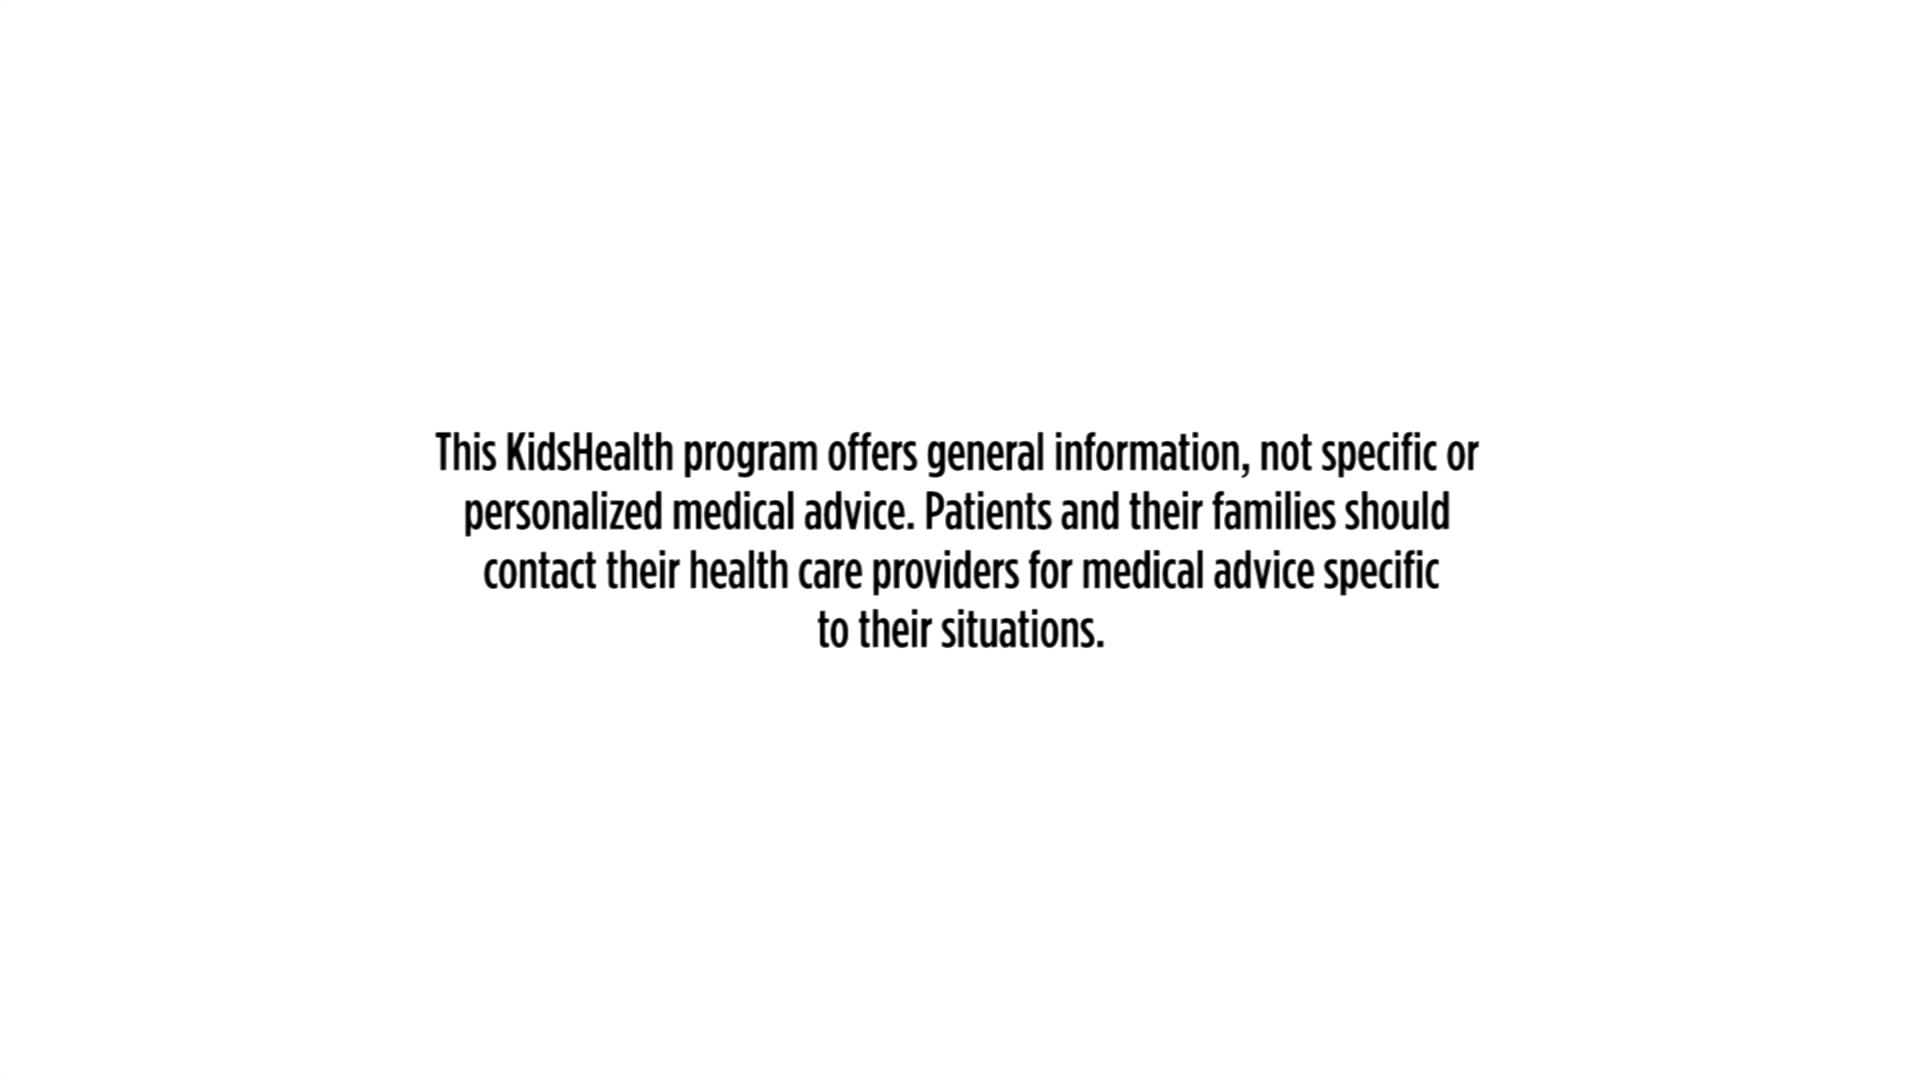 This KidsHealth program offers general information, not specific or
personalized medical advice. Patients and their families should
contact their health care providers for medical advice specific
to their situations.